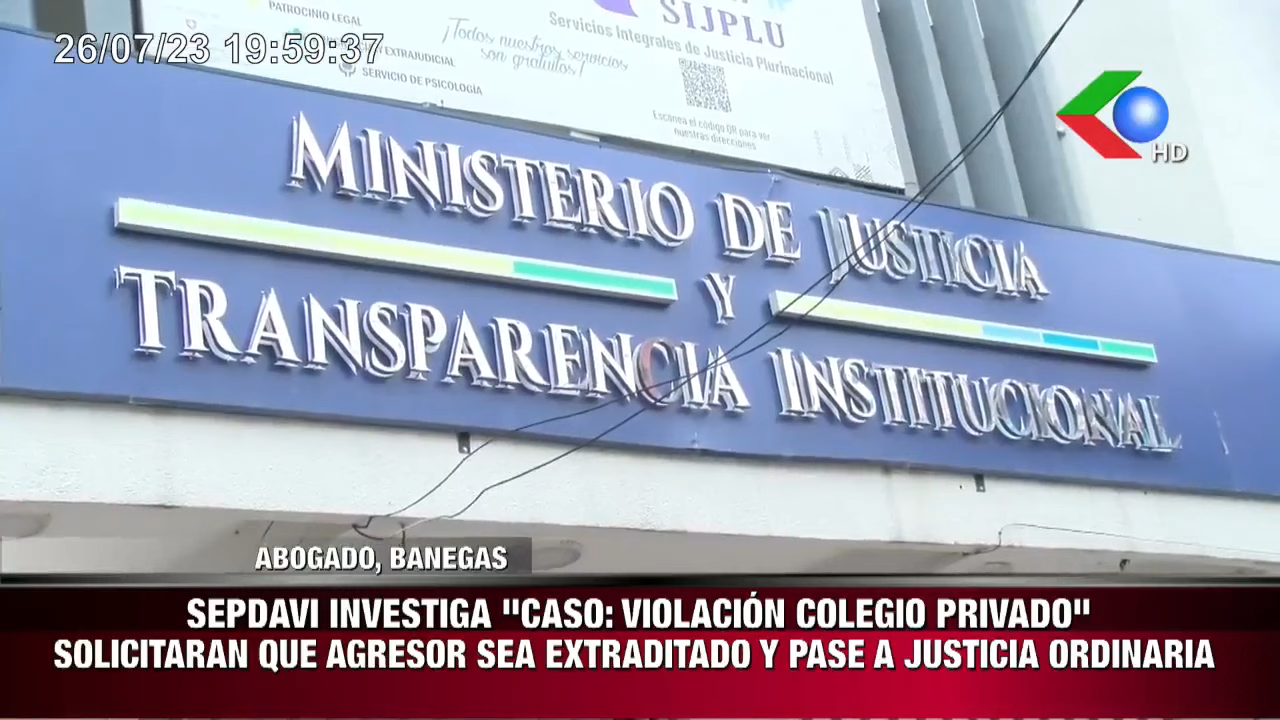 PATROCINIO LEGAL
EXTRAJUDICIAL
SERVICIO DE PSICOLOGÍA
¡Todos nuestros servicios
son gratuitos!
SIJPLU
Servicios Integrales de Justicia Plurinacional
Escanea el código QR para ver
nuestras direcciones
26/07/23 19:59:37
HD
MINISTERIO DE JUSTICIA
Y
TRANSPARENCIA INSTITUCIONAL
ABOGADO, BANEGAS
SEPDAVI INVESTIGA "CASO: VIOLACIÓN COLEGIO PRIVADO"
SOLICITARAN QUE AGRESOR SEA EXTRADITADO Y PASE A JUSTICIA ORDINARIA